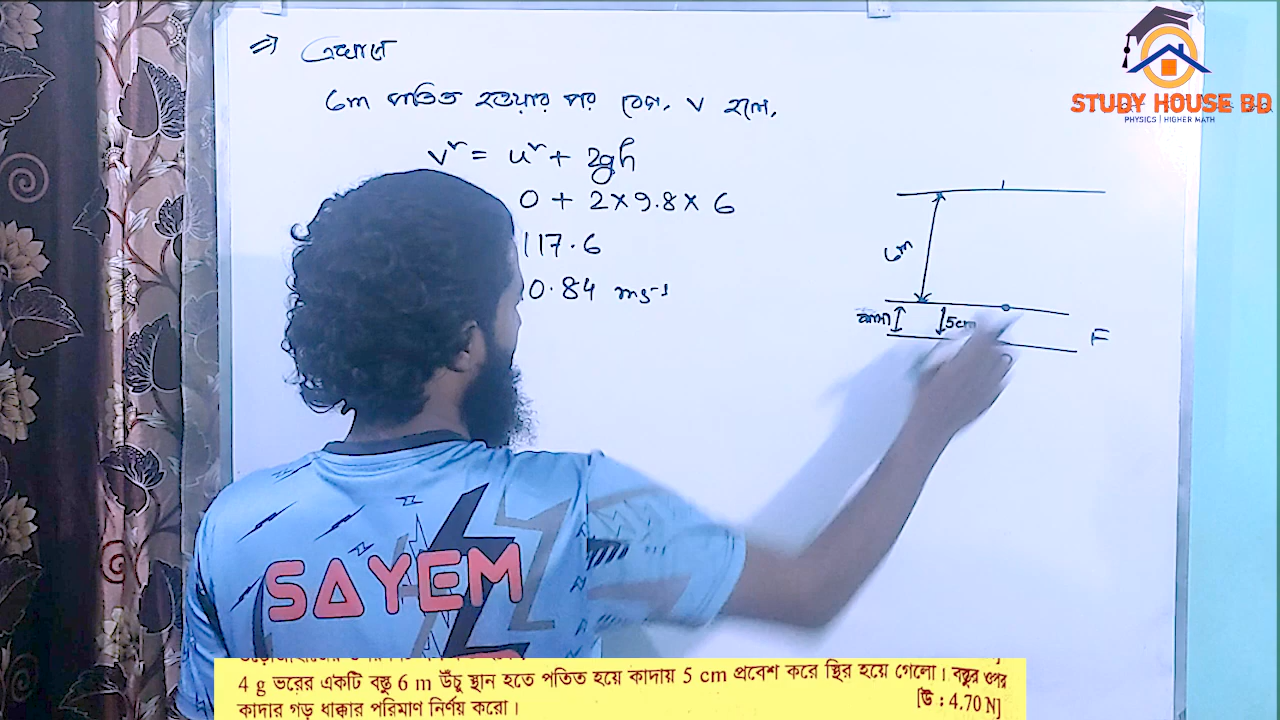 ⇒ এখানে
6m পতিত হওয়ার পর বেগ, v হলে,
v² = u² + 2gh
0 + 2×9.8×6
117.6
10.84 ms⁻¹
6m
কাদা
5cm
F
STUDY HOUSE BD
PHYSICS | HIGHER MATH
SAYEM
4 g ভরের একটি বস্তু 6 m উঁচু স্থান হতে পতিত হয়ে কাদায় 5 cm প্রবেশ করে স্থির হয়ে গেলো। বস্তুর ওপর
কাদার গড় ধাক্কার পরিমাণ নির্ণয় করো। [উ : 4.70 N]